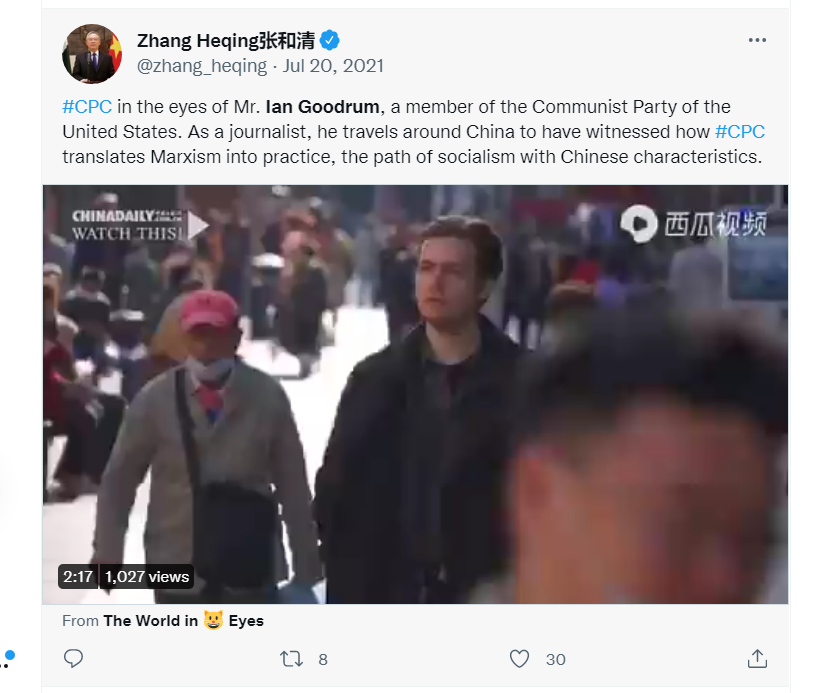 Zhang Heqing张和清
@zhang_heqing · Jul 20, 2021
#CPC in the eyes of Mr. Ian Goodrum, a member of the Communist Party of the
United States. As a journalist, he travels around China to have witnessed how #CPC
translates Marxism into practice, the path of socialism with Chinese characteristics.
CHINADAILY
WATCH THIS!
西瓜视频
2:17 1,027 views
From The World in 😺 Eyes
8
30